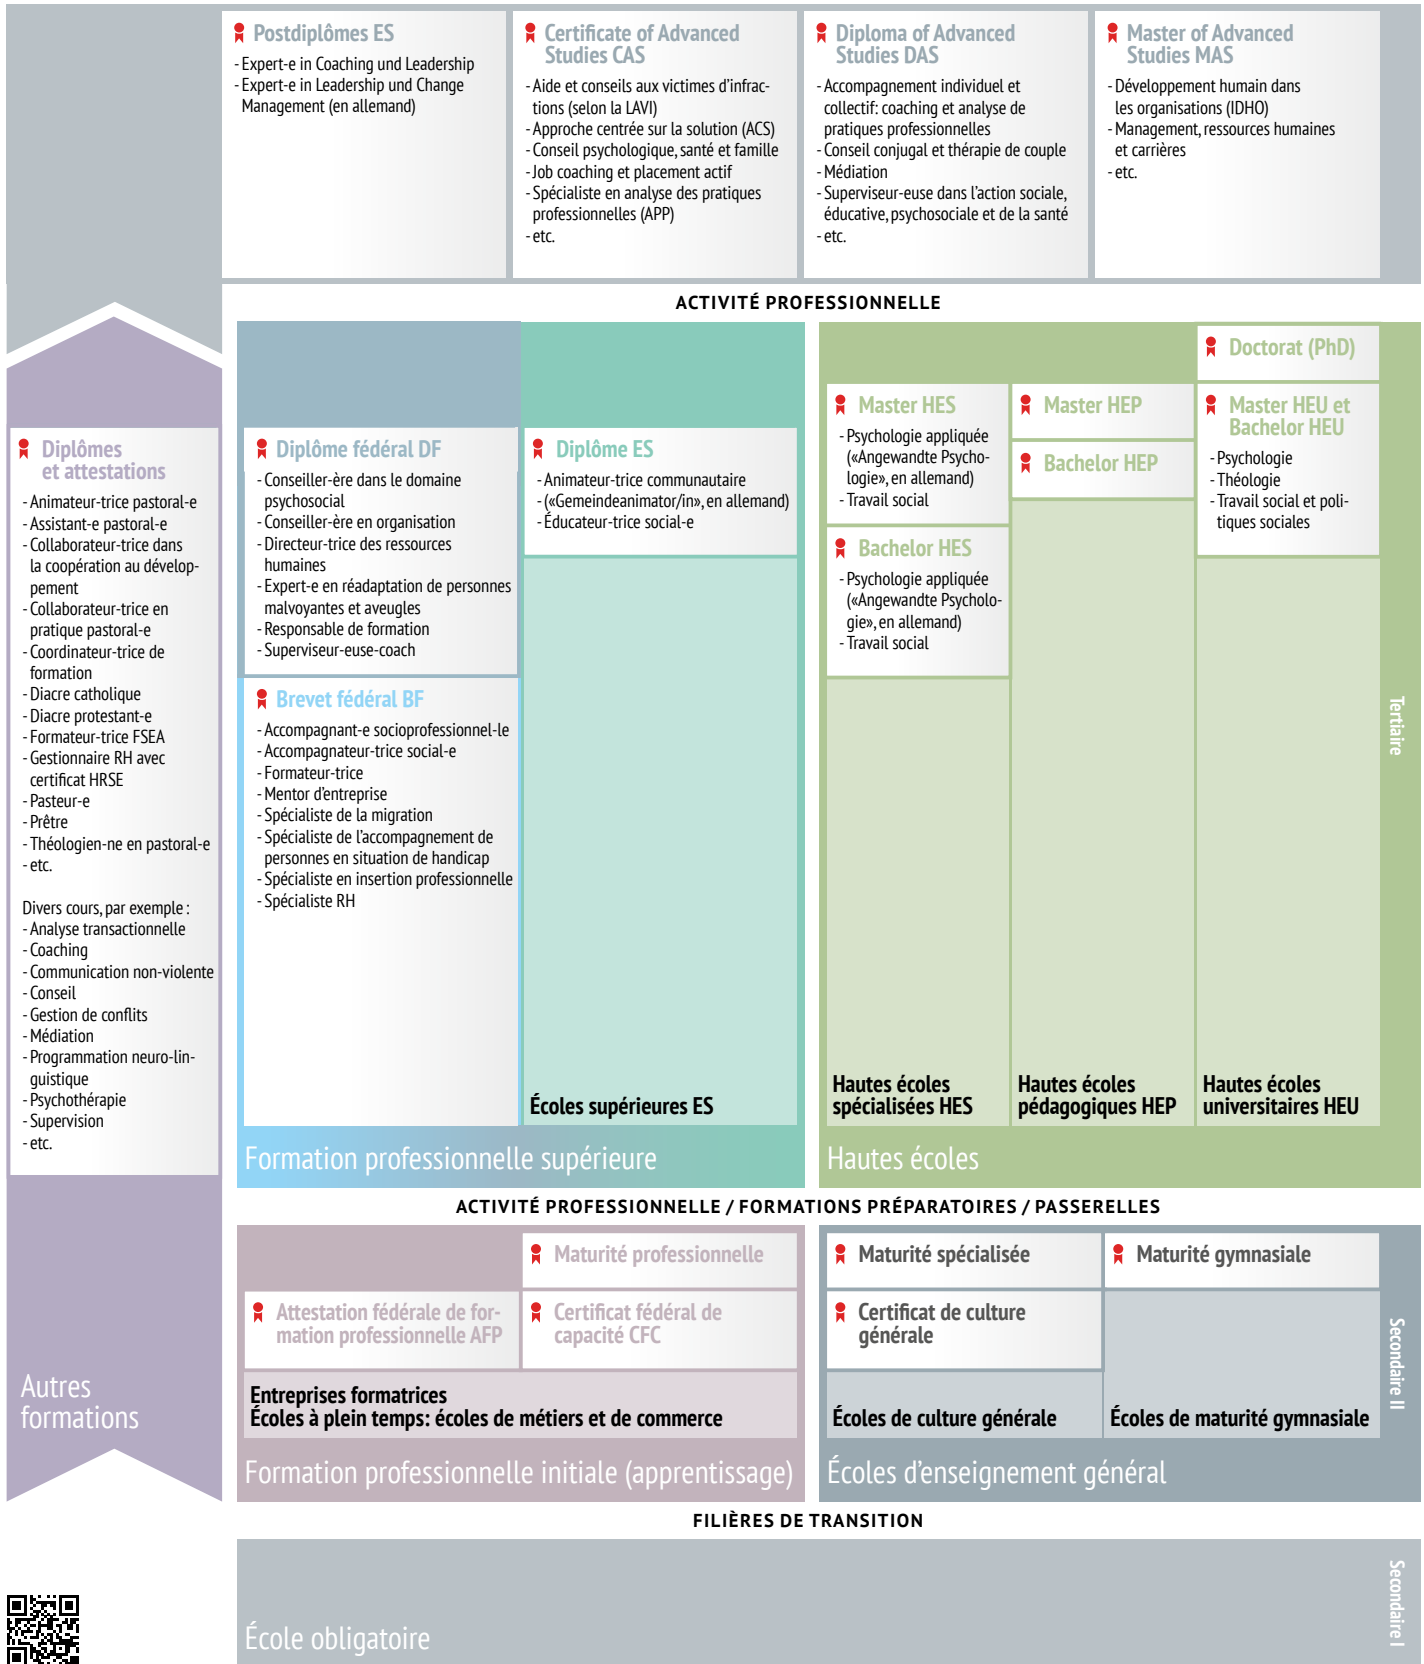 Postdiplômes ES
- Expert-e in Coaching und Leadership
- Expert-e in Leadership und Change
Management (en allemand)
Certificate of Advanced
Studies CAS
- Aide et conseils aux victimes d'infrac-
tions (selon la LAVI)
- Approche centrée sur la solution (ACS)
- Conseil psychologique, santé et famille
- Job coaching et placement actif
- Spécialiste en analyse des pratiques
professionnelles (APP)
- etc.
Diploma of Advanced
Studies DAS
- Accompagnement individuel et
collectif: coaching et analyse de
pratiques professionnelles
- Conseil conjugal et thérapie de couple
- Médiation
- Superviseur-euse dans l'action sociale,
éducative, psychosociale et de la santé
- etc.
Master of Advanced
Studies MAS
- Développement humain dans
les organisations (IDHO)
- Management, ressources humaines
et carrières
- etc.
ACTIVITÉ PROFESSIONNELLE
Diplômes
et attestations
- Animateur-trice pastoral-e
- Assistant-e pastoral-e
- Collaborateur-trice dans
la coopération au dévelop-
pement
- Collaborateur-trice en
pratique pastoral-e
- Coordinateur-trice de
formation
- Diacre catholique
- Diacre protestant-e
- Formateur-trice FSEA
- Gestionnaire RH avec
certificat HRSE
- Pasteur-e
- Prêtre
- Théologien-ne en pastoral-e
- etc.
Divers cours, par exemple :
- Analyse transactionnelle
- Coaching
- Communication non-violente
- Conseil
- Gestion de conflits
- Médiation
- Programmation neuro-lin-
guistique
- Psychothérapie
- Supervision
- etc.
Autres
formations
Diplôme fédéral DF
- Conseiller-ère dans le domaine
psychosocial
- Conseiller-ère en organisation
- Directeur-trice des ressources
humaines
- Expert-e en réadaptation de personnes
malvoyantes et aveugles
- Responsable de formation
- Superviseur-euse-coach
Brevet fédéral BF
- Accompagnant-e socioprofessionnel-le
- Accompagnateur-trice social-e
- Formateur-trice
- Mentor d'entreprise
- Spécialiste de la migration
- Spécialiste de l'accompagnement de
personnes en situation de handicap
- Spécialiste en insertion professionnelle
- Spécialiste RH
Diplôme ES
- Animateur-trice communautaire
- («Gemeindeanimator/in», en allemand)
- Éducateur-trice social-e
Écoles supérieures ES
Formation professionnelle supérieure
Master HES
- Psychologie appliquée
(«Angewandte Psycho-
logie», en allemand)
- Travail social
Bachelor HES
- Psychologie appliquée
(«Angewandte Psycholo-
gie», en allemand)
- Travail social
Hautes écoles
spécialisées HES
Master HEP
Bachelor HEP
Hautes écoles
pédagogiques HEP
Doctorat (PhD)
Master HEU et
Bachelor HEU
- Psychologie
- Théologie
- Travail social et poli-
tiques sociales
Hautes écoles
universitaires HEU
Hautes écoles
Tertiaire
ACTIVITÉ PROFESSIONNELLE / FORMATIONS PRÉPARATOIRES / PASSERELLES
Maturité professionnelle
Attestation fédérale de for-
mation professionnelle AFP
Certificat fédéral de
capacité CFC
Entreprises formatrices
Écoles à plein temps: écoles de métiers et de commerce
Formation professionnelle initiale (apprentissage)
Maturité spécialisée
Certificat de culture
générale
Écoles de culture générale
Maturité gymnasiale
Écoles de maturité gymnasiale
Écoles d'enseignement général
Secondaire II
FILIÈRES DE TRANSITION
École obligatoire
Secondaire I